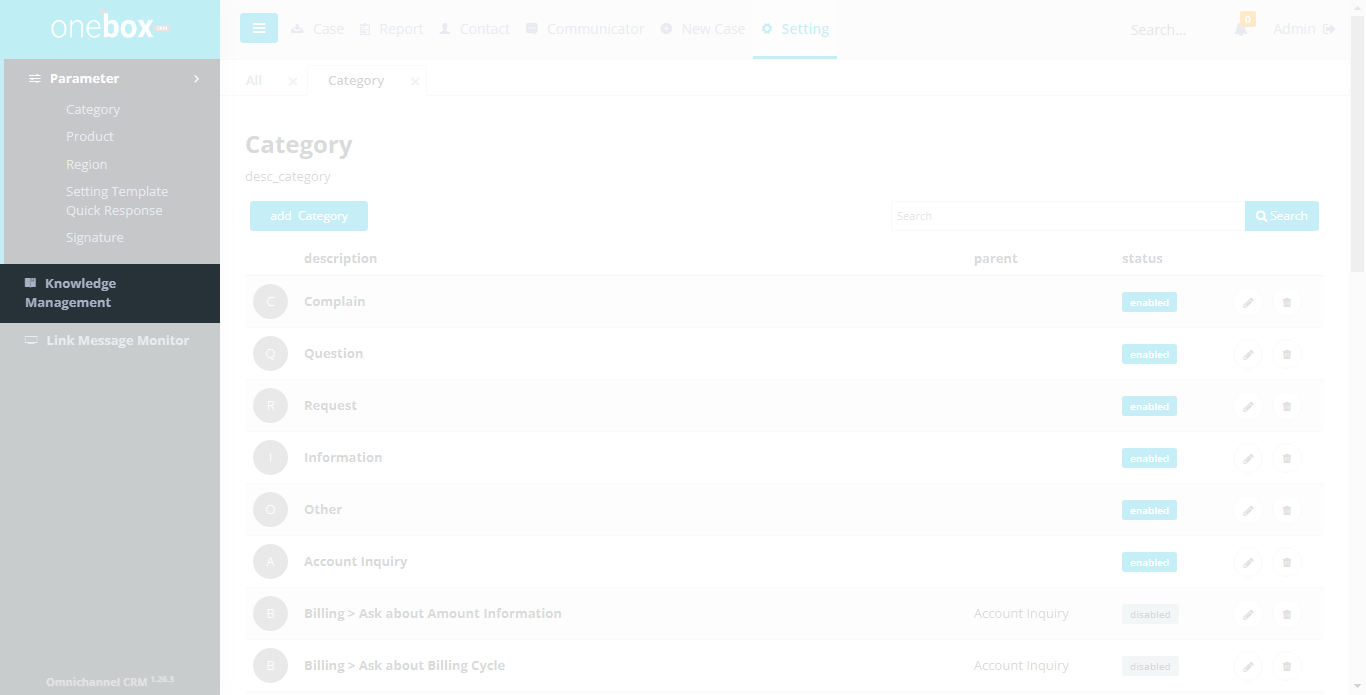 onebox CRM
Case Report Contact Communicator New Case Setting Search... 0 Admin
Parameter
Category
Product
Region
Setting Template
Quick Response
Signature
Knowledge
Management
Link Message Monitor
Omnichannel CRM 1.26.3
All Category
Category
desc_category
add Category Search Search
description parent status
C Complain enabled
Q Question enabled
R Request enabled
I Information enabled
O Other enabled
A Account Inquiry enabled
B Billing > Ask about Amount Information Account Inquiry disabled
B Billing > Ask about Billing Cycle Account Inquiry disabled